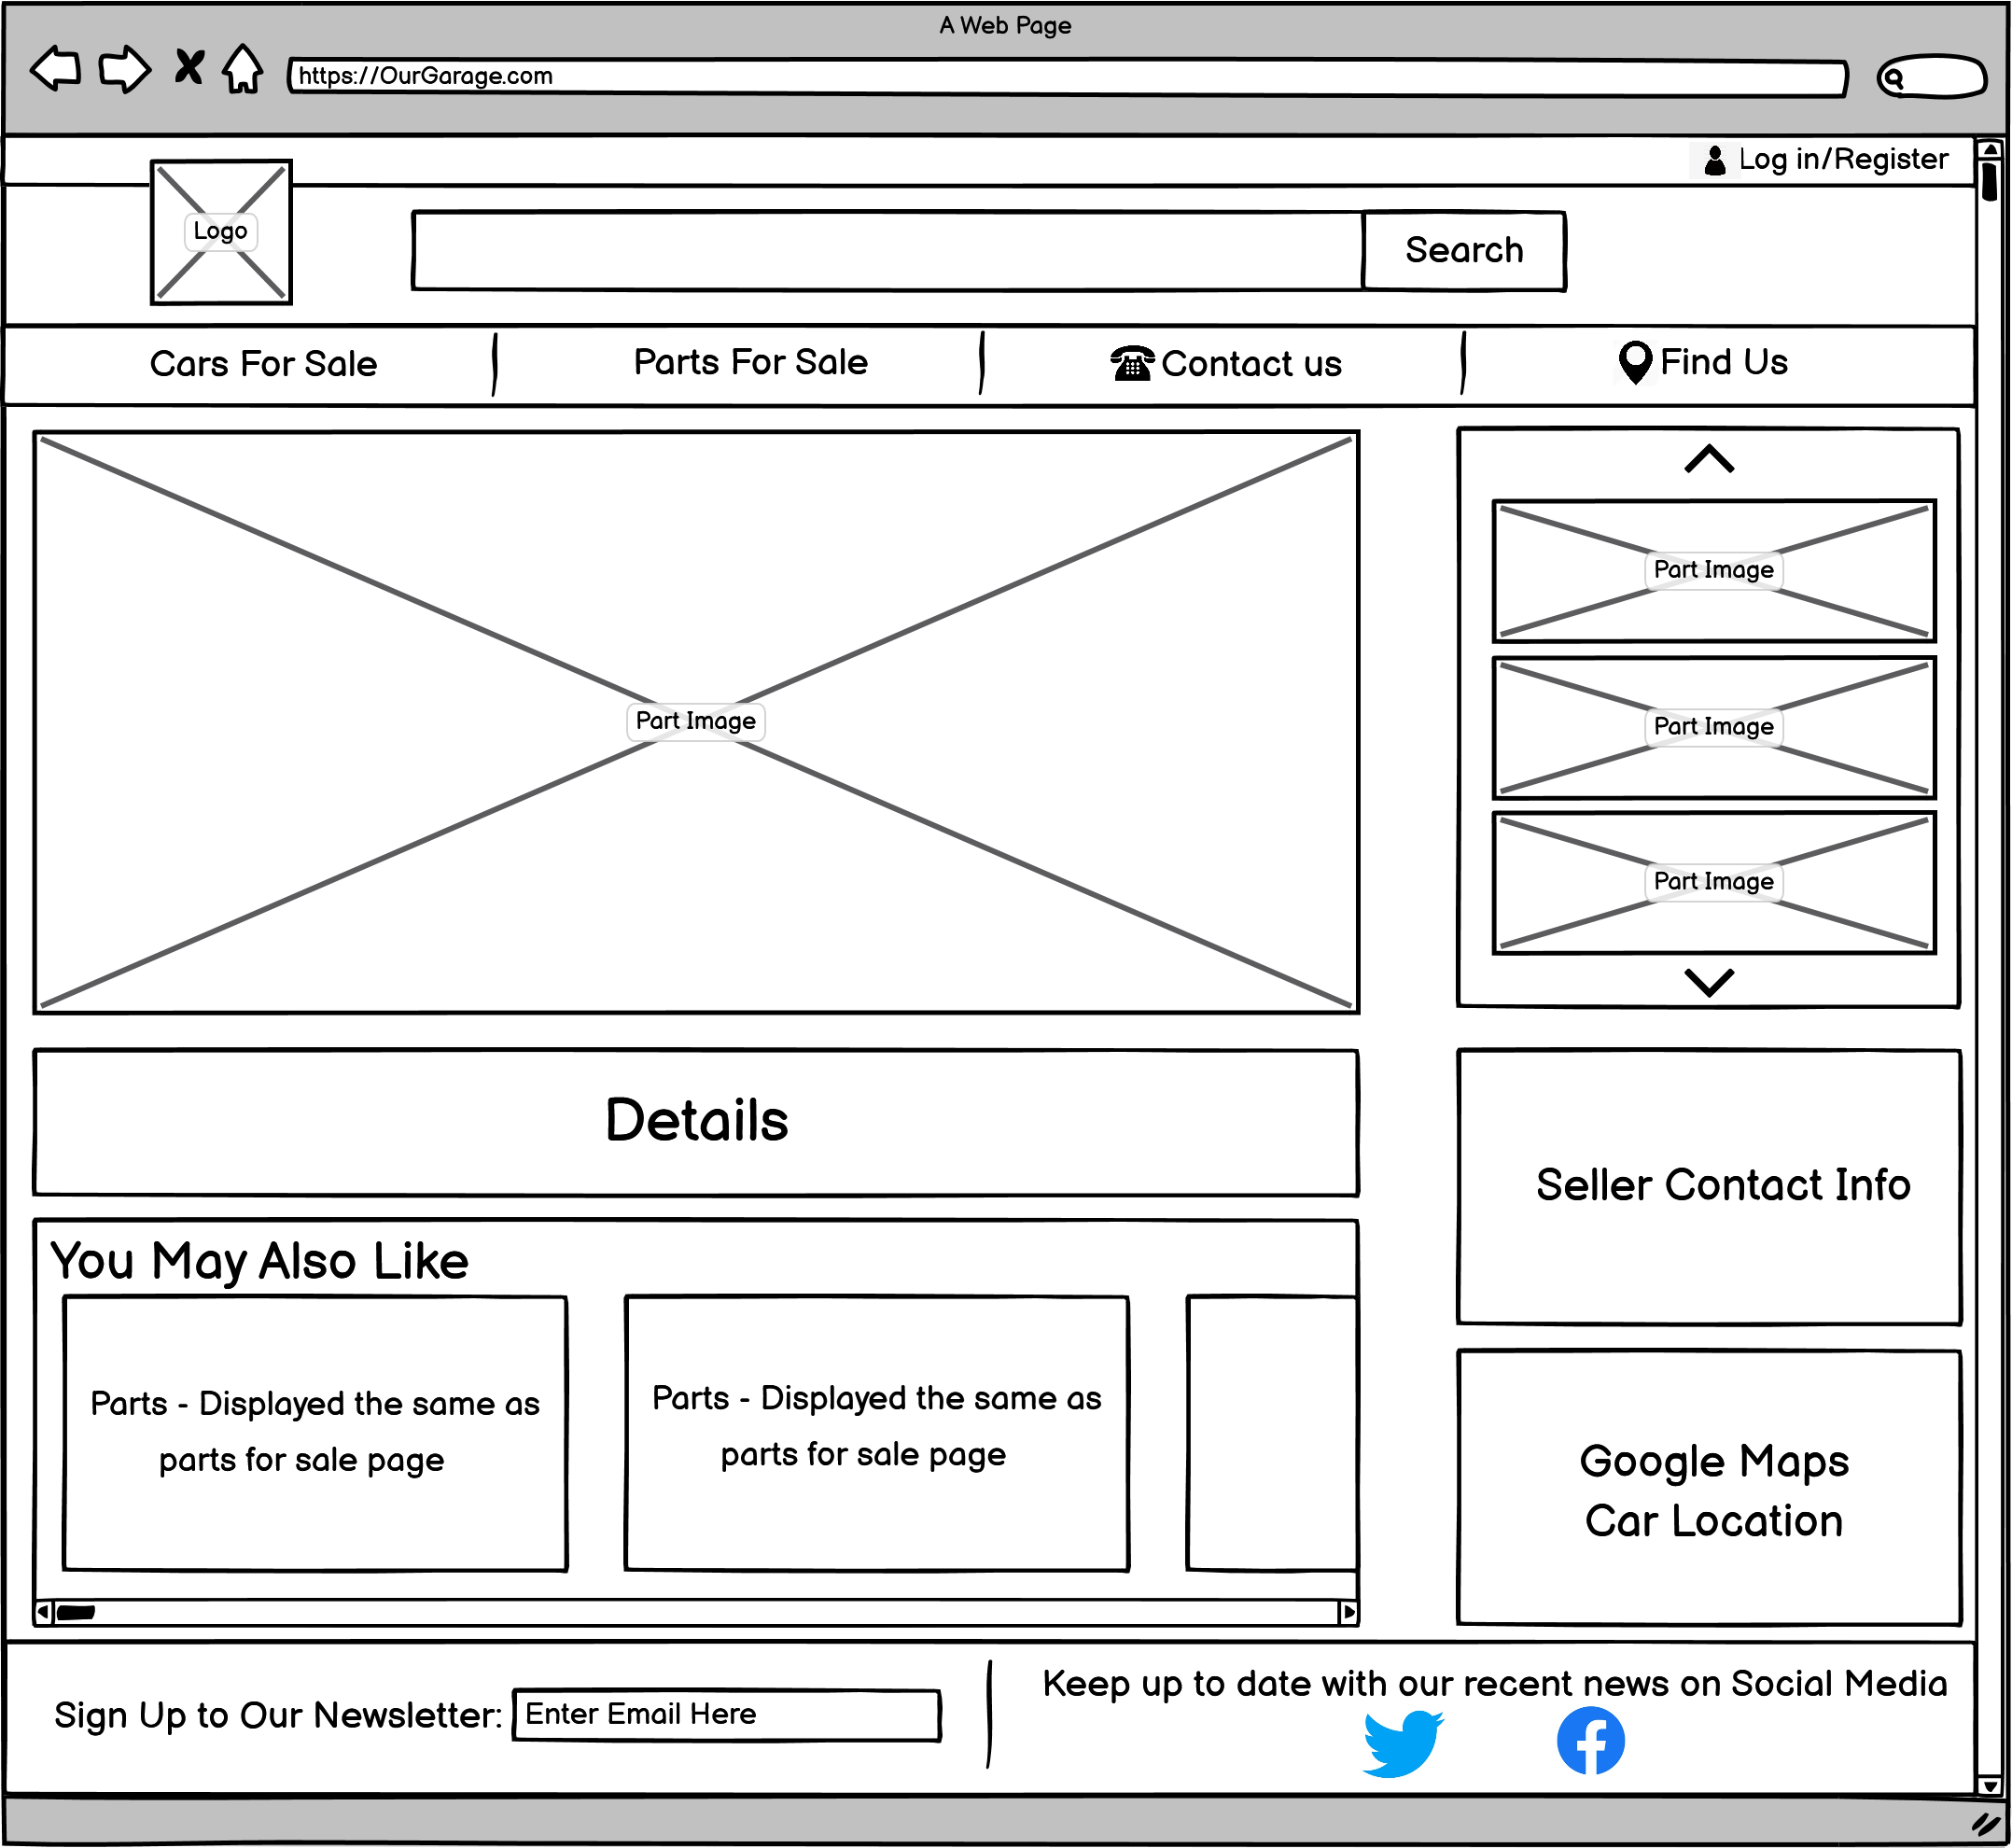 A Web Page
https://OurGarage.com
Log in/Register
Logo
Search
Cars For Sale
Parts For Sale
Contact us
Find Us
Part Image
Part Image
Part Image
Part Image
Details
Seller Contact Info
You May Also Like
Parts - Displayed the same as
parts for sale page
Parts - Displayed the same as
parts for sale page
Google Maps
Car Location
Sign Up to Our Newsletter:
Enter Email Here
Keep up to date with our recent news on Social Media